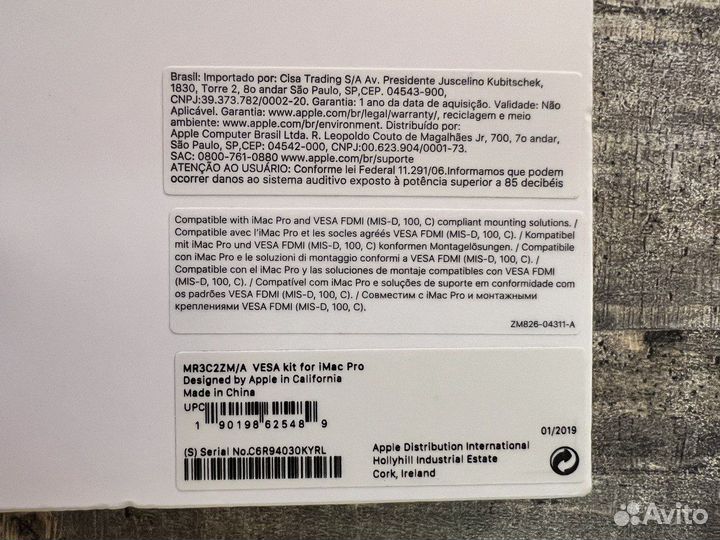 Brasil: Importado por: Cisa Trading S/A Av. Presidente Juscelino Kubitschek,
1830, Torre 2, 8o andar São Paulo, SP,CEP. 04543-900,
CNPJ:39.373.782/0002-20. Garantia: 1 ano da data de aquisição. Validade: Não
Aplicável. Garantia: www.apple.com/br/legal/warranty/, reciclagem e meio
ambiente: www.apple.com/br/environment. Distribuído por:
Apple Computer Brasil Ltda. R. Leopoldo Couto de Magalhães Jr, 700, 7o andar,
São Paulo, SP,CEP: 04542-000, CNPJ:00.623.904/0001-73.
SAC: 0800-761-0880 www.apple.com/br/suporte
ATENÇÃO AO USUÁRIO: Conforme lei Federal 11.291/06.Informamos que podem
ocorrer danos ao sistema auditivo exposto à potência superior a 85 decibéis
Compatible with iMac Pro and VESA FDMI (MIS-D, 100, C) compliant mounting solutions. /
Compatible avec l'iMac Pro et les socles agréés VESA FDMI (MIS-D, 100, C). / Kompatibel
mit iMac Pro und VESA FDMI (MIS-D, 100, C) konformen Montagelösungen. / Compatibile
con iMac Pro e le soluzioni di montaggio conformi a VESA FDMI (MIS-D, 100, C). /
Compatible con el iMac Pro y las soluciones de montaje compatibles con VESA FDMI
(MIS-D, 100, C). / Compatível com iMac Pro e soluções de suporte em conformidade com
os padrões VESA FDMI (MIS-D, 100, C). / Совместим с iMac Pro и монтажными
креплениями VESA FDMI (MIS-D, 100, C).
ZM826-04311-A
MR3C2ZM/A VESA kit for iMac Pro
Designed by Apple in California
Made in China
UPC
1 90198 62548 9
01/2019
(S) Serial No.C6R94030KYRL
Apple Distribution International
Hollyhill Industrial Estate
Cork, Ireland
Avito